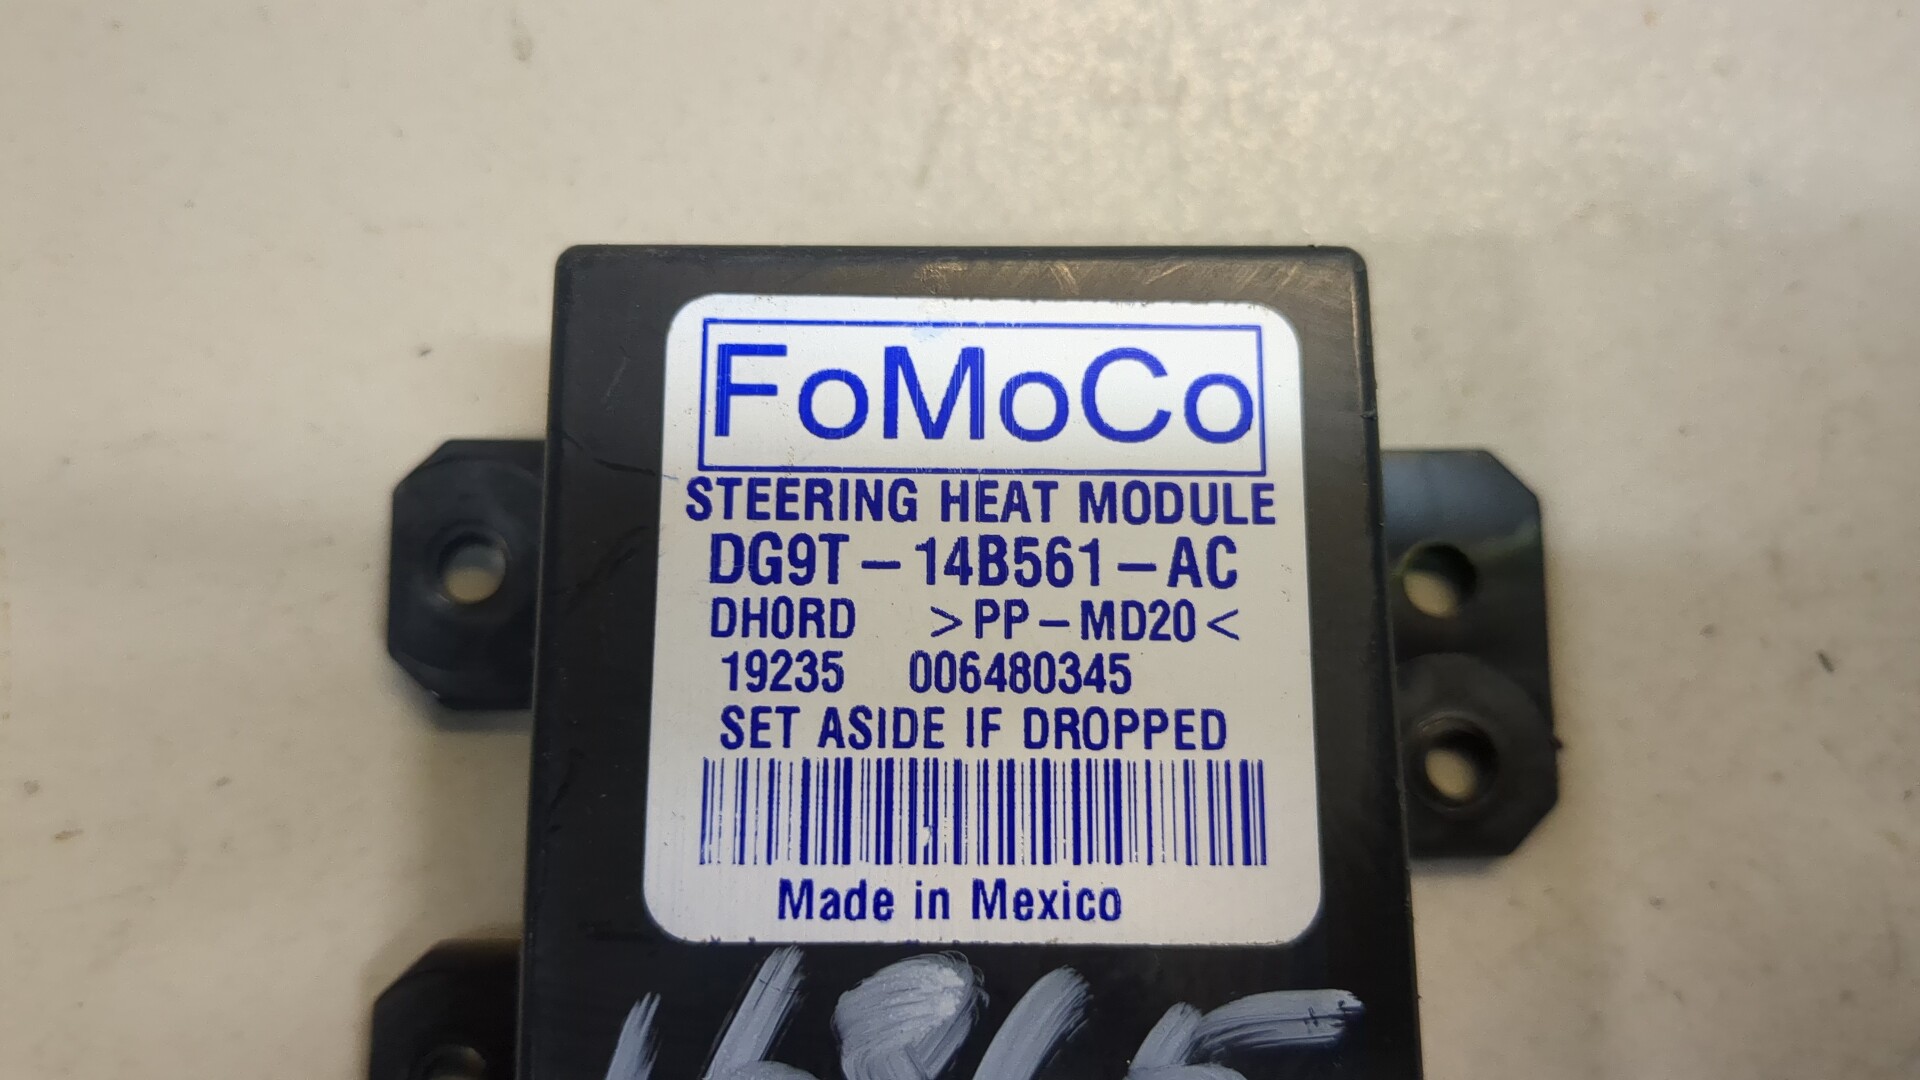 FoMoCo
STEERING HEAT MODULE
DG9T-14B561-AC
DH0RD >PP-MD20<
19235 006480345
SET ASIDE IF DROPPED
Made in Mexico